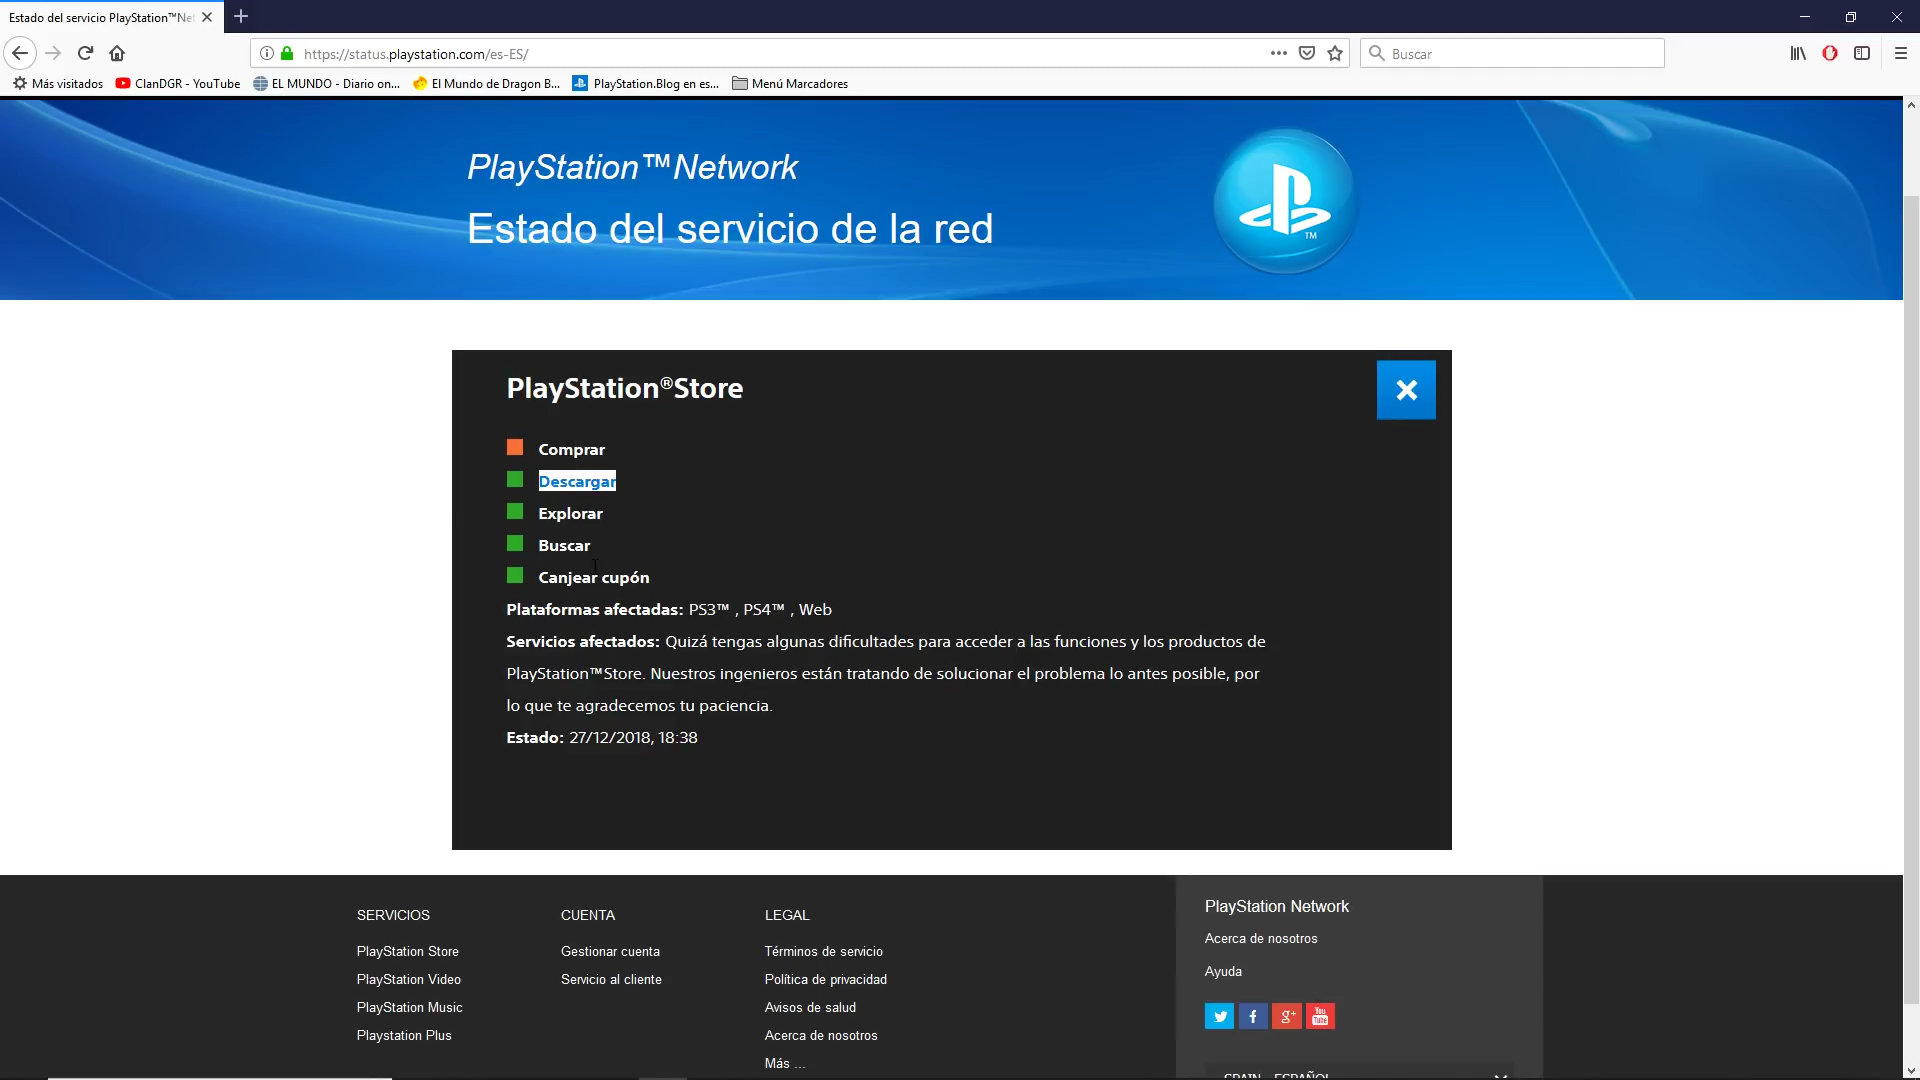 Estado del servicio PlayStation™Ne
https://status.playstation.com/es-ES/
Buscar
Más visitados
ClanDGR - YouTube
EL MUNDO - Diario on...
El Mundo de Dragon B...
PlayStation.Blog en es...
Menú Marcadores
PlayStation™Network
Estado del servicio de la red
PlayStation®Store
Comprar
Descargar
Explorar
Buscar
Canjear cupón
Plataformas afectadas: PS3™ , PS4™ , Web
Servicios afectados: Quizá tengas algunas dificultades para acceder a las funciones y los productos de
PlayStation™Store. Nuestros ingenieros están tratando de solucionar el problema lo antes posible, por
lo que te agradecemos tu paciencia.
Estado: 27/12/2018, 18:38
SERVICIOS
PlayStation Store
PlayStation Video
PlayStation Music
Playstation Plus
CUENTA
Gestionar cuenta
Servicio al cliente
LEGAL
Términos de servicio
Política de privacidad
Avisos de salud
Acerca de nosotros
Más ...
PlayStation Network
Acerca de nosotros
Ayuda
g+
You Tube
SPAIN - ESPAÑOL